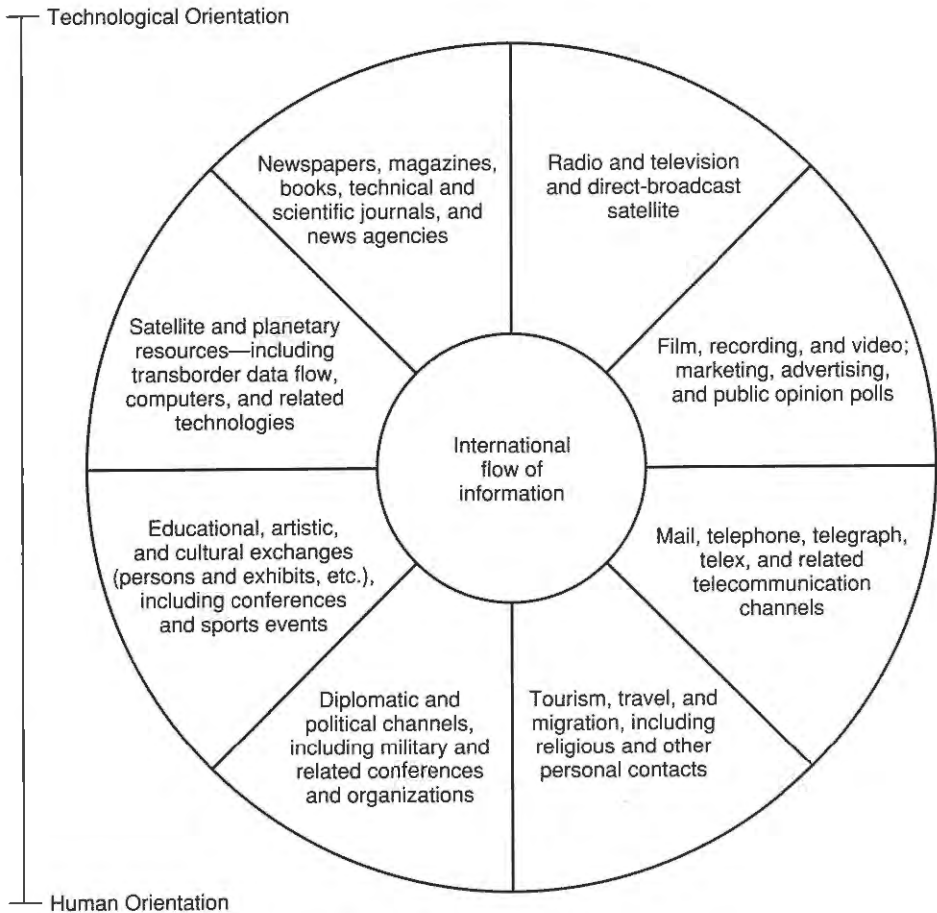 Technological Orientation
Newspapers, magazines,
books, technical and
scientific journals, and
news agencies
Radio and television
and direct-broadcast
satellite
Satellite and planetary
resources—including
transborder data flow,
computers, and related
technologies
Film, recording, and video;
marketing, advertising,
and public opinion polls
International
flow of
information
Educational, artistic,
and cultural exchanges
(persons and exhibits, etc.),
including conferences
and sports events
Mail, telephone, telegraph,
telex, and related
telecommunication
channels
Diplomatic and
political channels,
including military and
related conferences
and organizations
Tourism, travel, and
migration, including
religious and other
personal contacts
Human Orientation